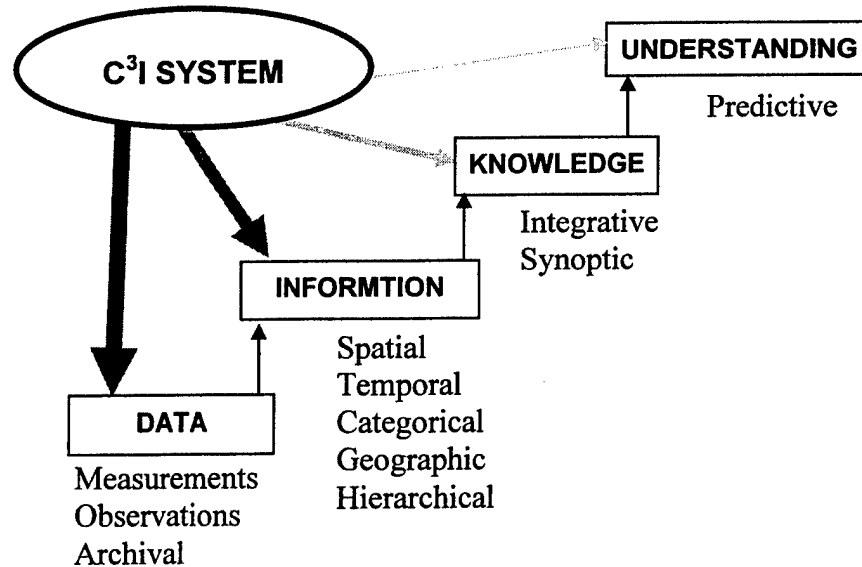 C³I SYSTEM
UNDERSTANDING
Predictive
KNOWLEDGE
Integrative
Synoptic
INFORMTION
Spatial
Temporal
Categorical
Geographic
Hierarchical
DATA
Measurements
Observations
Archival